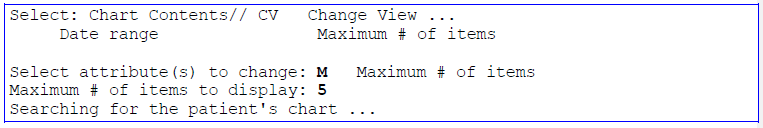 Select: Chart Contents// CV   Change View ...
     Date range                Maximum # of items
Select attribute(s) to change: M   Maximum # of items
Maximum # of items to display: 5
Searching for the patient's chart ...